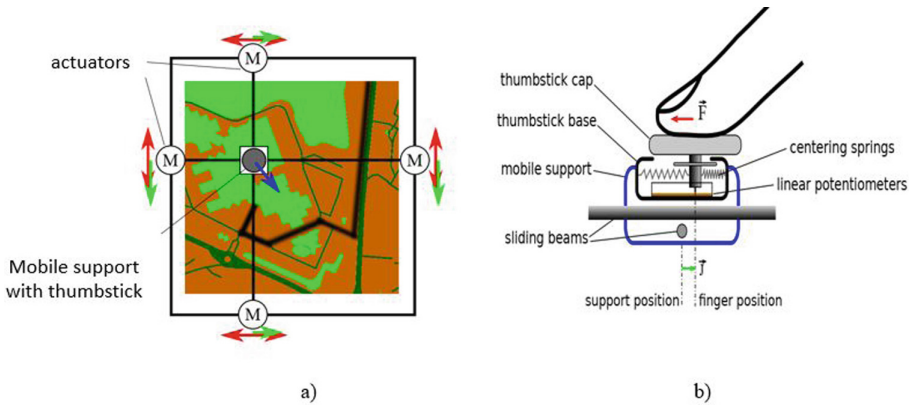 actuators
M
M
M
M
Mobile support
with thumbstick
a)
thumbstick cap
F
thumbstick base
mobile support
centering springs
linear potentiometers
sliding beams
J
support position
finger position
b)